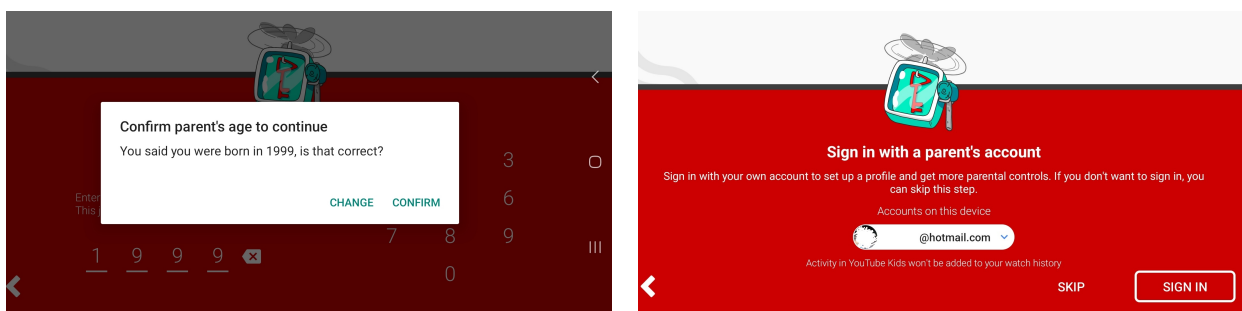 Confirm parent's age to continue
You said you were born in 1999, is that correct?
CHANGE CONFIRM
Enter
This
3
6
7 8 9
0
1 9 9 9
Sign in with a parent's account
Sign in with your own account to set up a profile and get more parental controls. If you don't want to sign in, you
can skip this step.
Accounts on this device
@hotmail.com
Activity in YouTube Kids won't be added to your watch history
SKIP SIGN IN